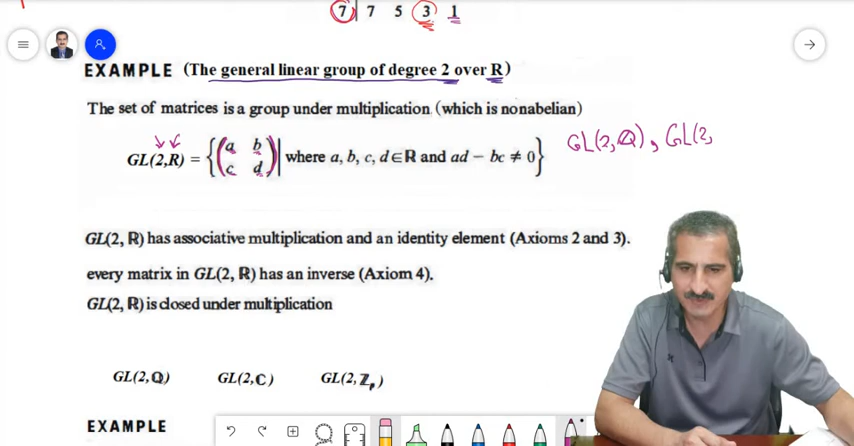 7 | 7 5 3 1
EXAMPLE (The general linear group of degree 2 over R)
The set of matrices is a group under multiplication (which is nonabelian)
GL(2,R) = {(a b c d)| where a, b, c, d∈R and ad − bc ≠ 0} GL(2,Q), GL(2,
GL(2, R) has associative multiplication and an identity element (Axioms 2 and 3).
every matrix in GL(2, R) has an inverse (Axiom 4).
GL(2, R) is closed under multiplication
GL(2,Q) GL(2,C) GL(2,Zp)
EXAMPLE